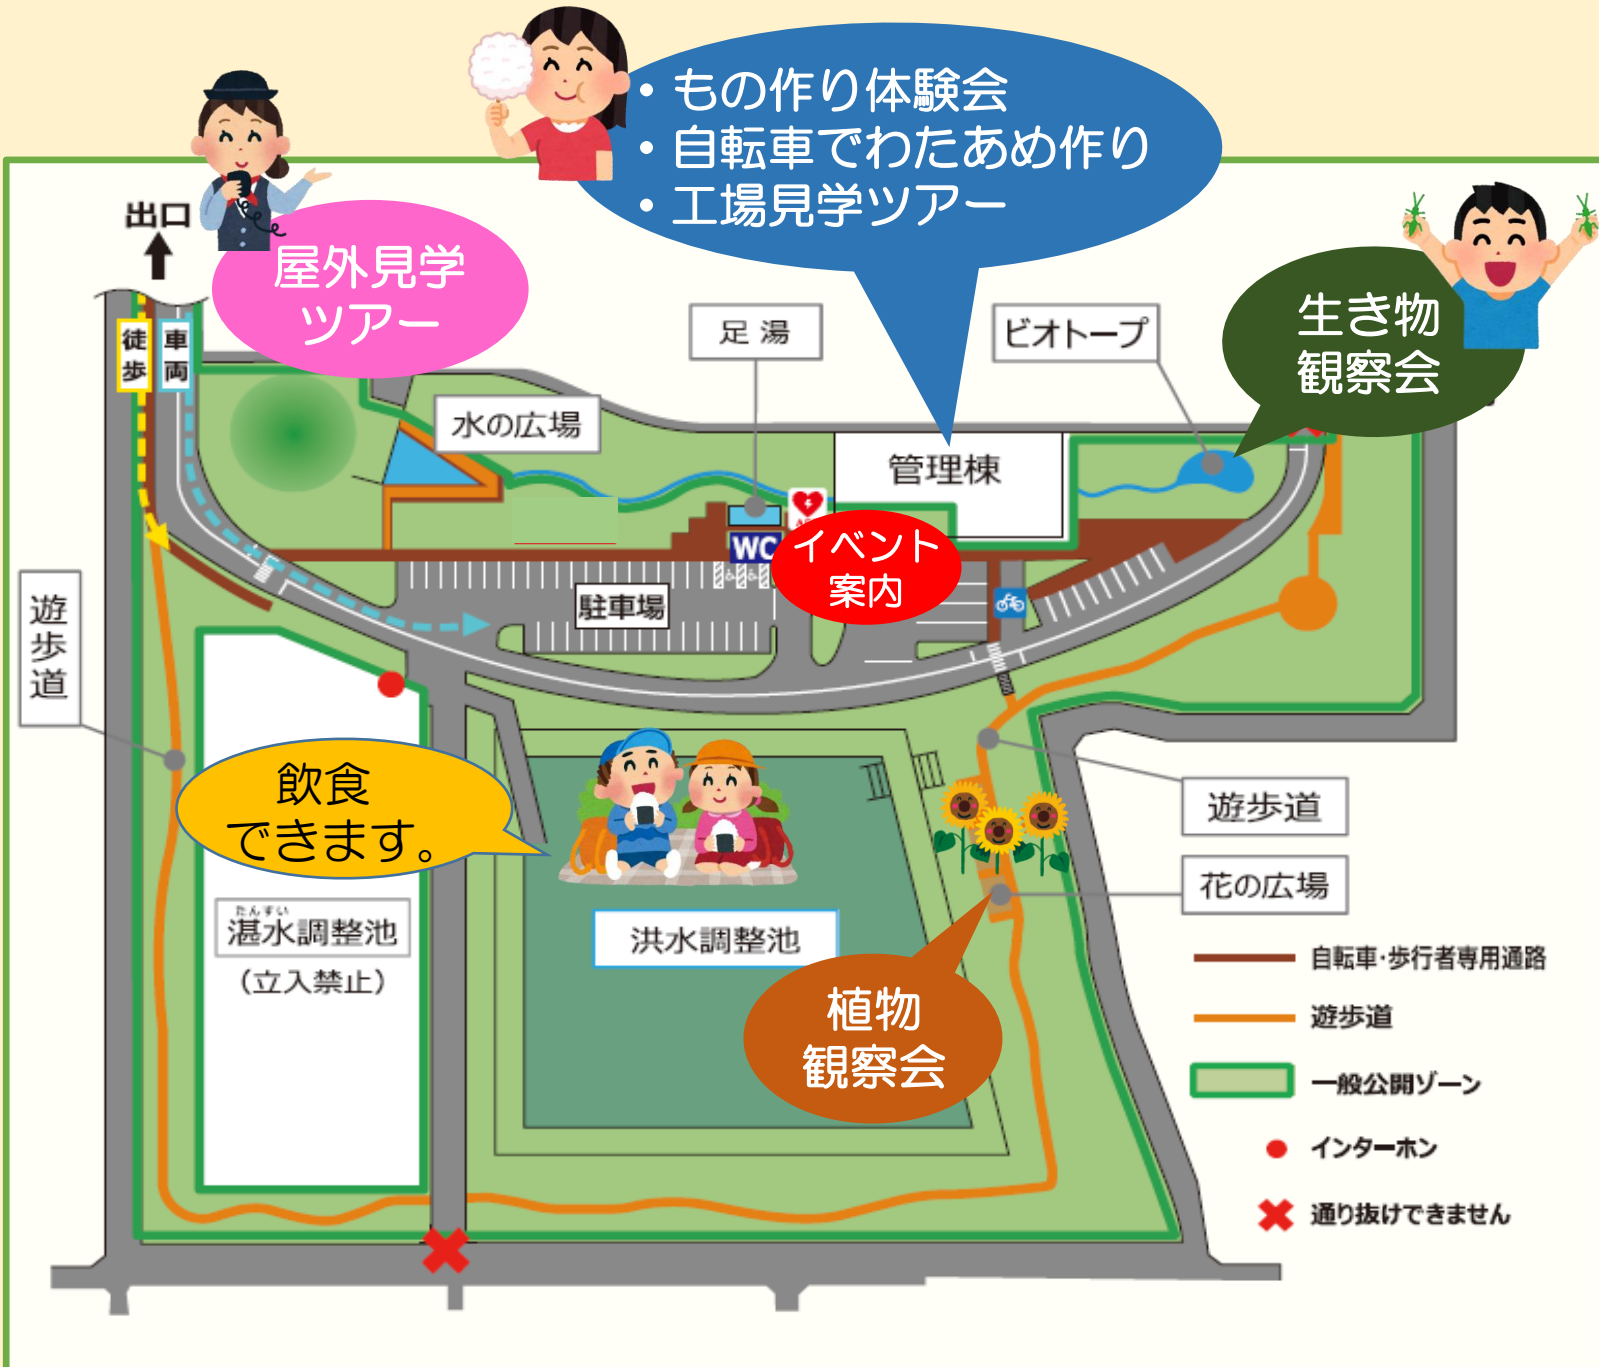 ・もの作り体験会
・自転車でわたあめ作り
・工場見学ツアー
出口
屋外見学
ツアー
生き物
観察会
徒歩
車両
足湯
ビオトープ
水の広場
管理棟
WC
イベント
案内
駐車場
遊歩道
飲食
できます。
遊歩道
花の広場
たんすい
湛水調整池
（立入禁止）
洪水調整池
植物
観察会
自転車・歩行者専用通路
遊歩道
一般公開ゾーン
インターホン
通り抜けできません